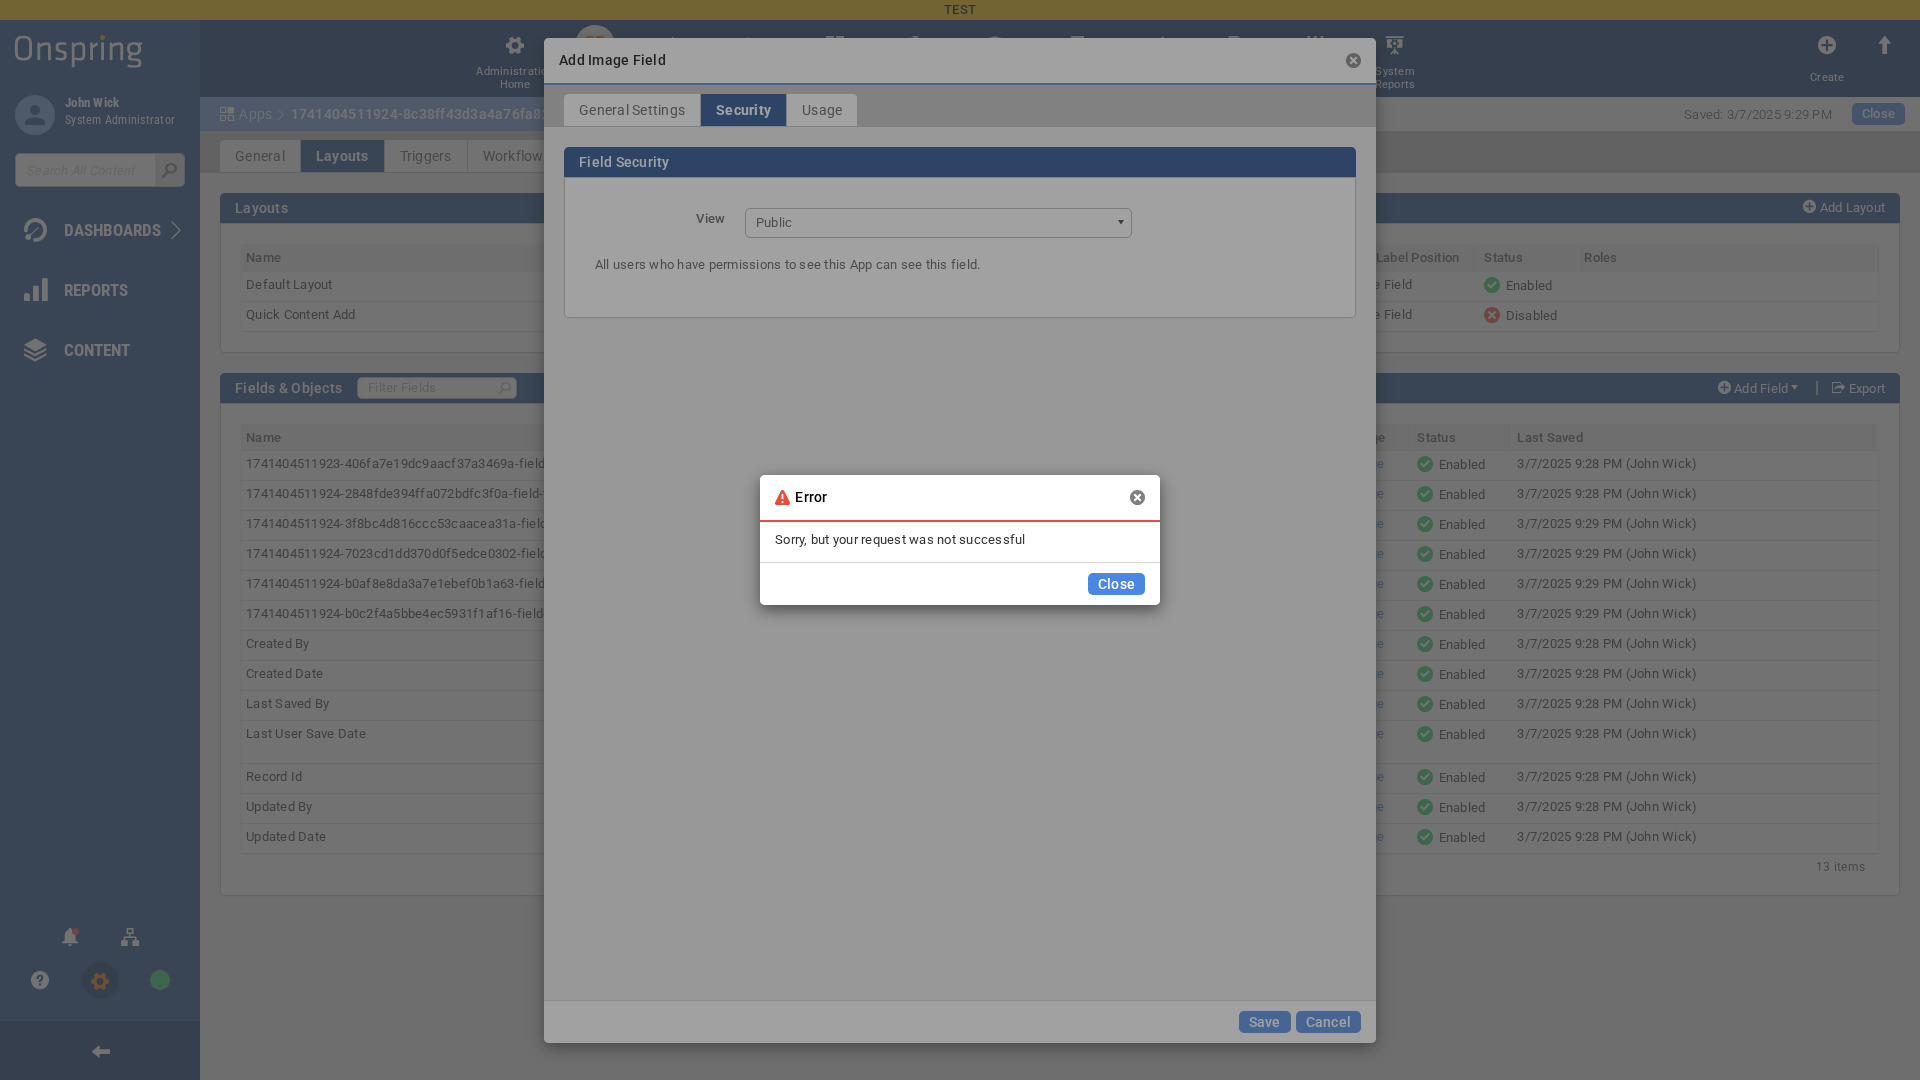 TEST
Onspring
Administratio
Home
System
Reports
Create
John Wick
System Administrator
Search All Content
DASHBOARDS
REPORTS
CONTENT
Apps
1741404511924-8c38ff43d3a4a76fa8
Saved: 3/7/2025 9:29 PM
Close
General
Layouts
Triggers
Workflow
Layouts
Add Layout
Name
Label Position
Status
Roles
Default Layout
e Field
Enabled
Quick Content Add
e Field
Disabled
Fields & Objects
Filter Fields
Add Field
|
Export
Name
ge
Status
Last Saved
1741404511923-406fa7e19dc9aacf37a3469a-field
e
Enabled
3/7/2025 9:28 PM (John Wick)
1741404511924-2848fde394ffa072bdfc3f0a-field-
e
Enabled
3/7/2025 9:28 PM (John Wick)
1741404511924-3f8bc4d816ccc53caacea31a-field
e
Enabled
3/7/2025 9:29 PM (John Wick)
1741404511924-7023cd1dd370d0f5edce0302-field
e
Enabled
3/7/2025 9:29 PM (John Wick)
1741404511924-b0af8e8da3a7e1ebef0b1a63-field
e
Enabled
3/7/2025 9:29 PM (John Wick)
1741404511924-b0c2f4a5bbe4ec5931f1af16-field
e
Enabled
3/7/2025 9:29 PM (John Wick)
Created By
e
Enabled
3/7/2025 9:28 PM (John Wick)
Created Date
e
Enabled
3/7/2025 9:28 PM (John Wick)
Last Saved By
e
Enabled
3/7/2025 9:28 PM (John Wick)
Last User Save Date
e
Enabled
3/7/2025 9:28 PM (John Wick)
Record Id
e
Enabled
3/7/2025 9:28 PM (John Wick)
Updated By
e
Enabled
3/7/2025 9:28 PM (John Wick)
Updated Date
e
Enabled
3/7/2025 9:28 PM (John Wick)
13 items
Add Image Field
General Settings
Security
Usage
Field Security
View
Public
All users who have permissions to see this App can see this field.
Save
Cancel
Error
Sorry, but your request was not successful
Close